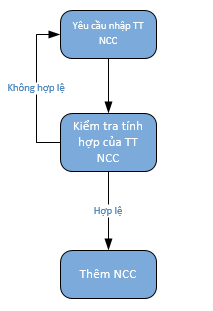 Yêu cầu nhập TT
NCC
Không hợp lệ
Kiểm tra tính
hợp của TT
NCC
Hợp lệ
Thêm NCC